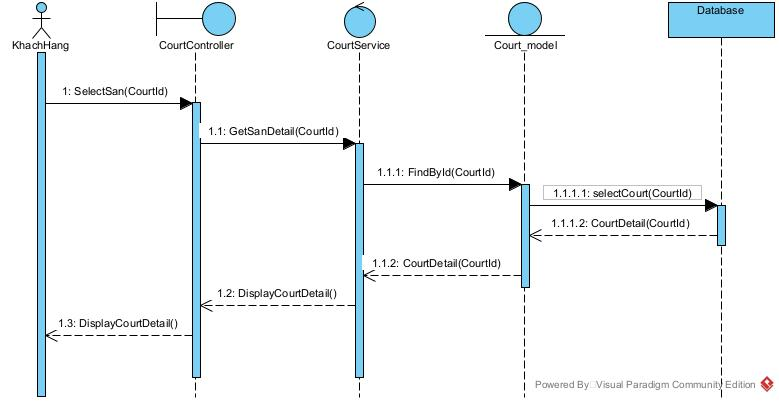 Database
KhachHang
CourtController
CourtService
Court_model
1: SelectSan(CourtId)
1.1: GetSanDetail(CourtId)
1.1.1: FindById(CourtId)
1.1.1.1: selectCourt(CourtId)
1.1.1.2: CourtDetail(CourtId)
1.1.2: CourtDetail(CourtId)
1.2: DisplayCourtDetail()
1.3: DisplayCourtDetail()
Powered By Visual Paradigm Community Edition